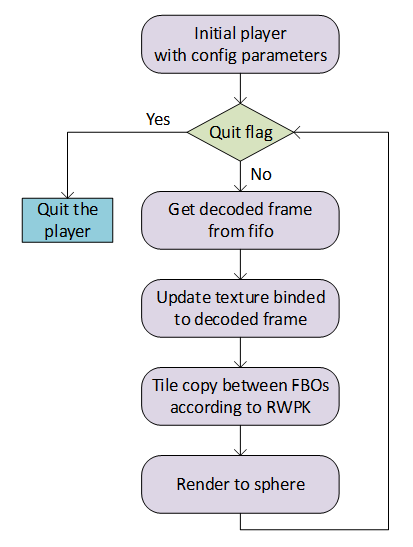 Initial player
with config parameters
Yes
Quit flag
No
Quit the
player
Get decoded frame
from fifo
Update texture binded
to decoded frame
Tile copy between FBOs
according to RWPK
Render to sphere